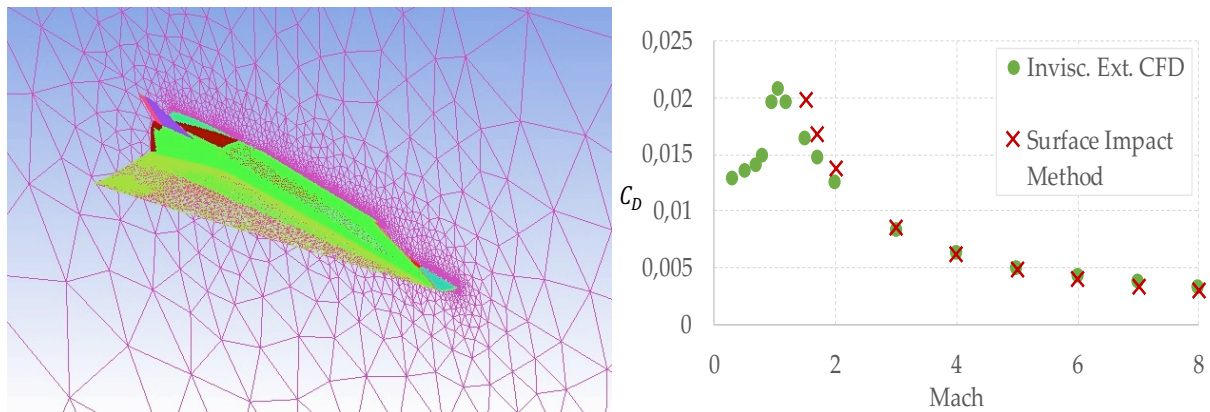 0,025
0,02
0,015
0,01
0,005
0
C_D
Invisc. Ext. CFD
Surface Impact
Method
0 2 4 6 8
Mach